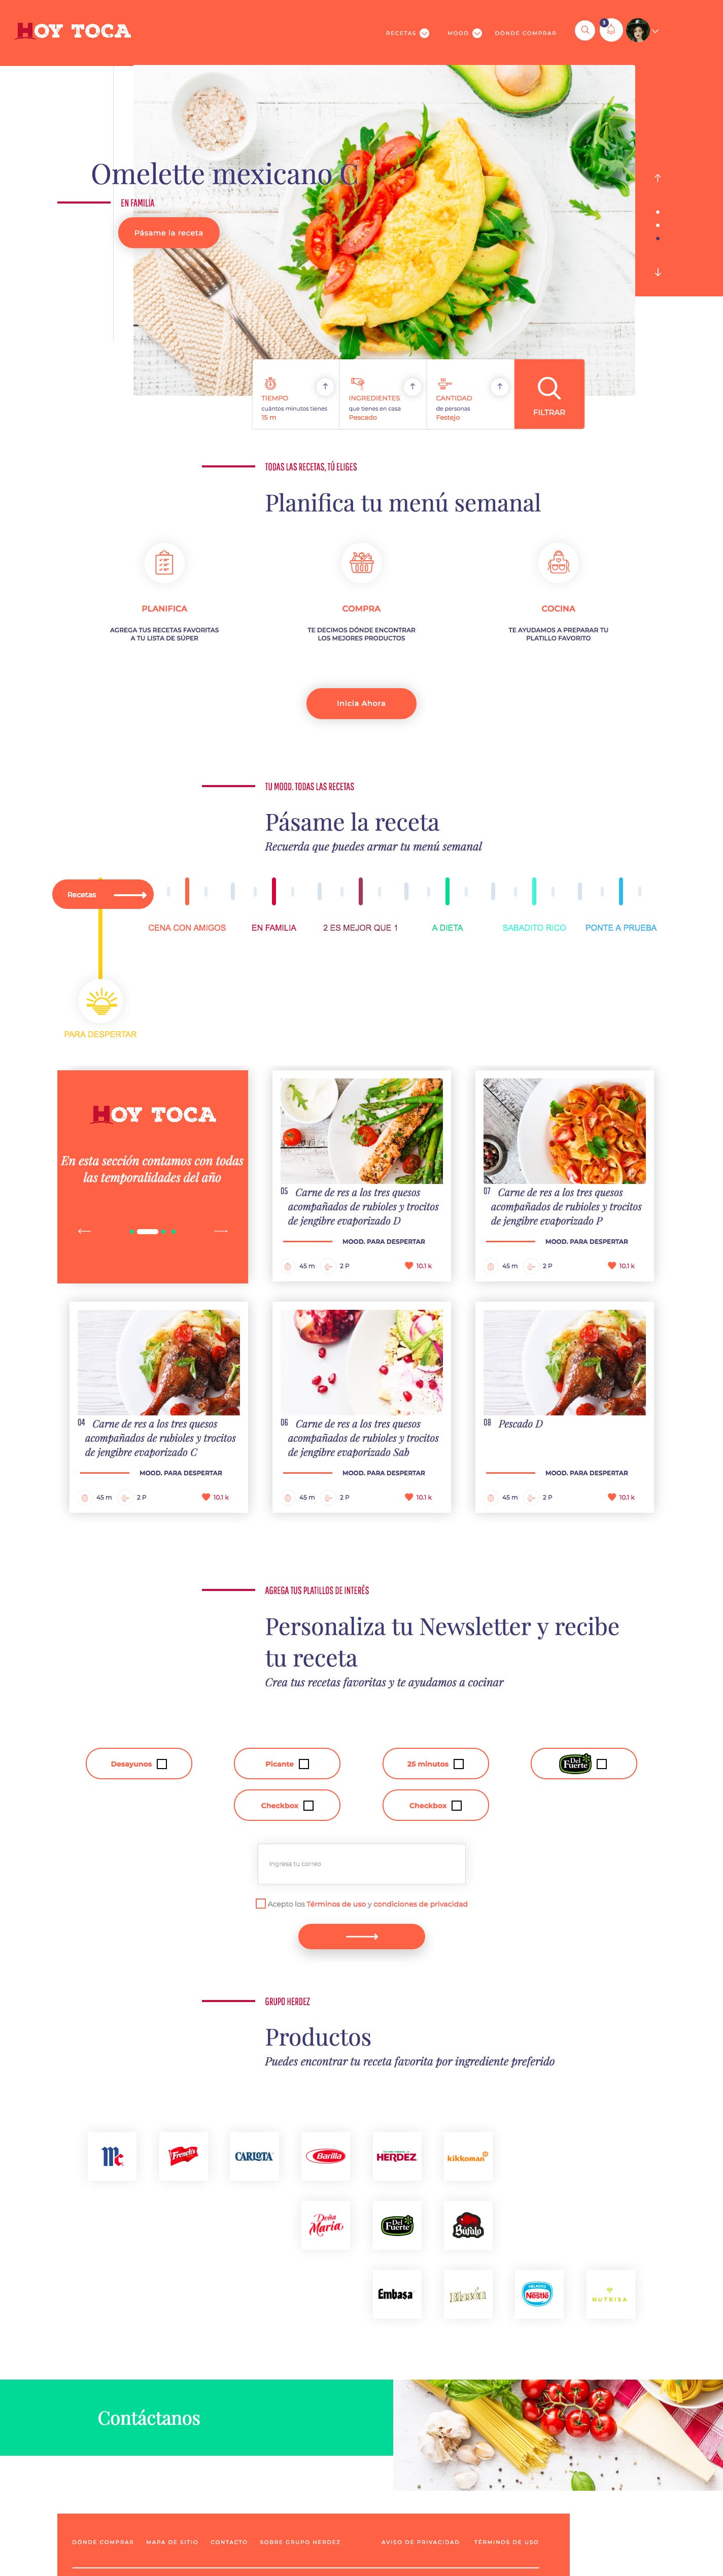 HOY TOCA
RECETAS
MOOD
DÓNDE COMPRAR
3
Omelette mexicano C
EN FAMILIA
Pásame la receta
TIEMPO
cuántos minutos tienes
15 m
INGREDIENTES
que tienes en casa
Pescado
CANTIDAD
de personas
Festejo
FILTRAR
TODAS LAS RECETAS, TÚ ELIGES
Planifica tu menú semanal
PLANIFICA
AGREGA TUS RECETAS FAVORITAS
A TU LISTA DE SÚPER
COMPRA
TE DECIMOS DÓNDE ENCONTRAR
LOS MEJORES PRODUCTOS
COCINA
TE AYUDAMOS A PREPARAR TU
PLATILLO FAVORITO
Inicia Ahora
TU MOOD. TODAS LAS RECETAS
Pásame la receta
Recuerda que puedes armar tu menú semanal
Recetas
CENA CON AMIGOS
EN FAMILIA
2 ES MEJOR QUE 1
A DIETA
SABADITO RICO
PONTE A PRUEBA
PARA DESPERTAR
HOY TOCA
En esta sección contamos con todas
las temporalidades del año
05 Carne de res a los tres quesos
acompañados de rubioles y trocitos
de jengibre evaporizado D
MOOD. PARA DESPERTAR
45 m 2 P 10.1 k
07 Carne de res a los tres quesos
acompañados de rubioles y trocitos
de jengibre evaporizado P
MOOD. PARA DESPERTAR
45 m 2 P 10.1 k
04 Carne de res a los tres quesos
acompañados de rubioles y trocitos
de jengibre evaporizado C
MOOD. PARA DESPERTAR
45 m 2 P 10.1 k
06 Carne de res a los tres quesos
acompañados de rubioles y trocitos
de jengibre evaporizado Sab
MOOD. PARA DESPERTAR
45 m 2 P 10.1 k
08 Pescado D
MOOD. PARA DESPERTAR
45 m 2 P 10.1 k
AGREGA TUS PLATILLOS DE INTERÉS
Personaliza tu Newsletter y recibe
tu receta
Crea tus recetas favoritas y te ayudamos a cocinar
Desayunos
Picante
25 minutos
Del Fuerte
Checkbox
Checkbox
Ingresa tu correo
Acepto los Términos de uso y condiciones de privacidad
GRUPO HERDEZ
Productos
Puedes encontrar tu receta favorita por ingrediente preferido
Mc
French's
CARLOTA
Barilla
HERDEZ
kikkoman
Doña María
Del Fuerte
Búfalo
Embasa
Blasón
HELADOS Nestlé
NUTRISA
Contáctanos
DÓNDE COMPRAR
MAPA DE SITIO
CONTACTO
SOBRE GRUPO HERDEZ
AVISO DE PRIVACIDAD
TÉRMINOS DE USO